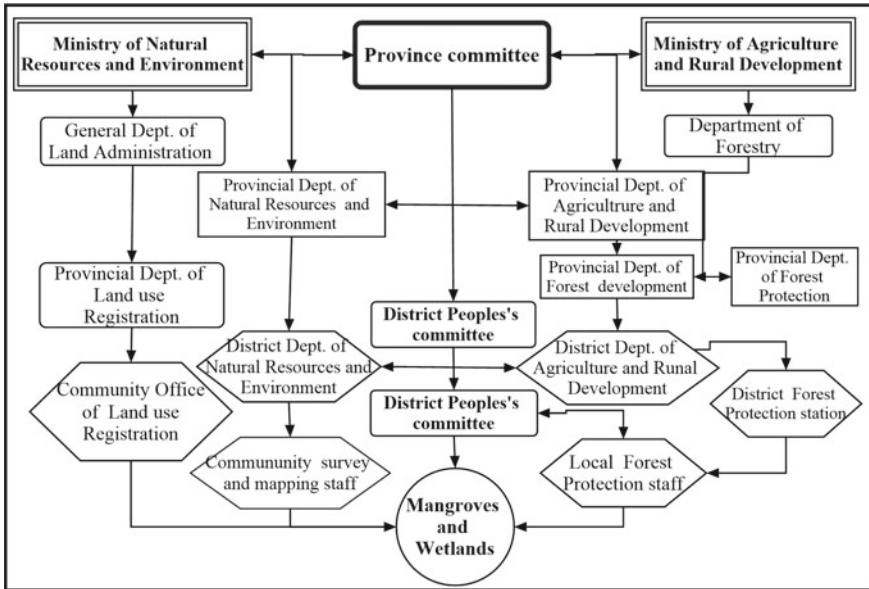 Ministry of Natural
Resources and Environment
Province committee
Ministry of Agriculture
and Rural Development
General Dept. of
Land Administration
Department of
Forestry
Provincial Dept. of
Natural Resources and
Environment
Provincial Dept. of
Agricultrure and
Rural Development
Provincial Dept. of
Land use
Registration
Provincial Dept. of
Forest development
Provincial Dept.
of Forest
Protection
District Peoples's
committee
District Dept. of
Natural Resources and
Environment
District Dept. of
Agriculture and Runal
Development
Community Office
of Land use
Registration
District Peoples's
committee
District Forest
Protection station
Commununity survey
and mapping staff
Local Forest
Protection staff
Mangroves
and
Wetlands